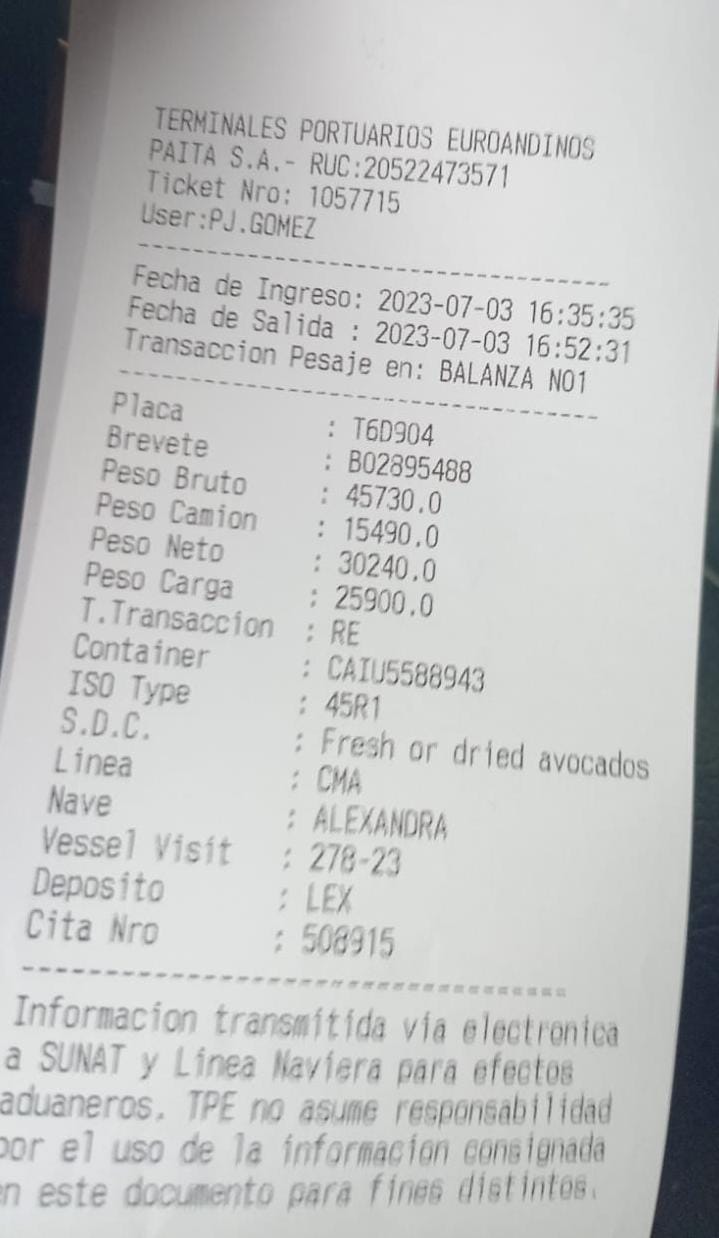 TERMINALES PORTUARIOS EUROANDINOS
PAITA S.A.- RUC:20522473571
Ticket Nro: 1057715
User:PJ.GOMEZ
Fecha de Ingreso: 2023-07-03 16:35:35
Fecha de Salida : 2023-07-03 16:52:31
Transaccion Pesaje en: BALANZA NO1
Placa : T6D904
Brevete : B02895488
Peso Bruto : 45730.0
Peso Camion : 15490.0
Peso Neto : 30240.0
Peso Carga : 25900.0
T.Transaccion : RE
Container : CAIU5588943
ISO Type : 45R1
S.D.C. : Fresh or dried avocados
Linea : CMA
Nave : ALEXANDRA
Vessel Visit : 278-23
Deposito : LEX
Cita Nro : 508915
Informacion transmitida via electronica
a SUNAT y Linea Naviera para efectos
aduaneros. TPE no asume responsabilidad
por el uso de la informacion consignada
en este documento para fines distintos.